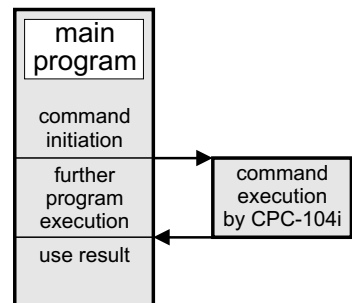 main
program
command
initiation
further
program
execution
command
execution
by CPC-104i
use result